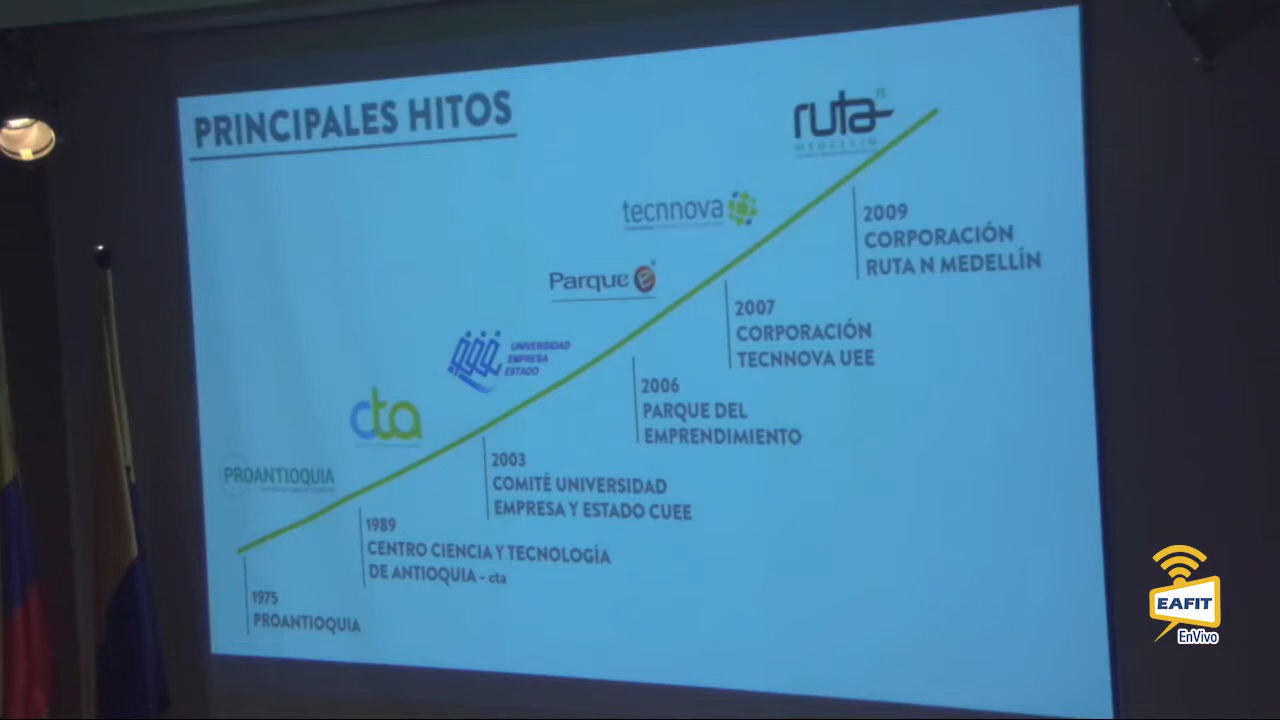 PRINCIPALES HITOS
ruta n
MEDELLÍN
2009
CORPORACIÓN
RUTA N MEDELLÍN
tecnnova
2007
CORPORACIÓN
TECNNOVA UEE
Parque e
2006
PARQUE DEL
EMPRENDIMIENTO
UNIVERSIDAD
EMPRESA
ESTADO
2003
COMITÉ UNIVERSIDAD
EMPRESA Y ESTADO CUEE
cta
1989
CENTRO CIENCIA Y TECNOLOGÍA
DE ANTIOQUIA - cta
PROANTIOQUIA
1975
PROANTIOQUIA
EAFIT
EnVivo